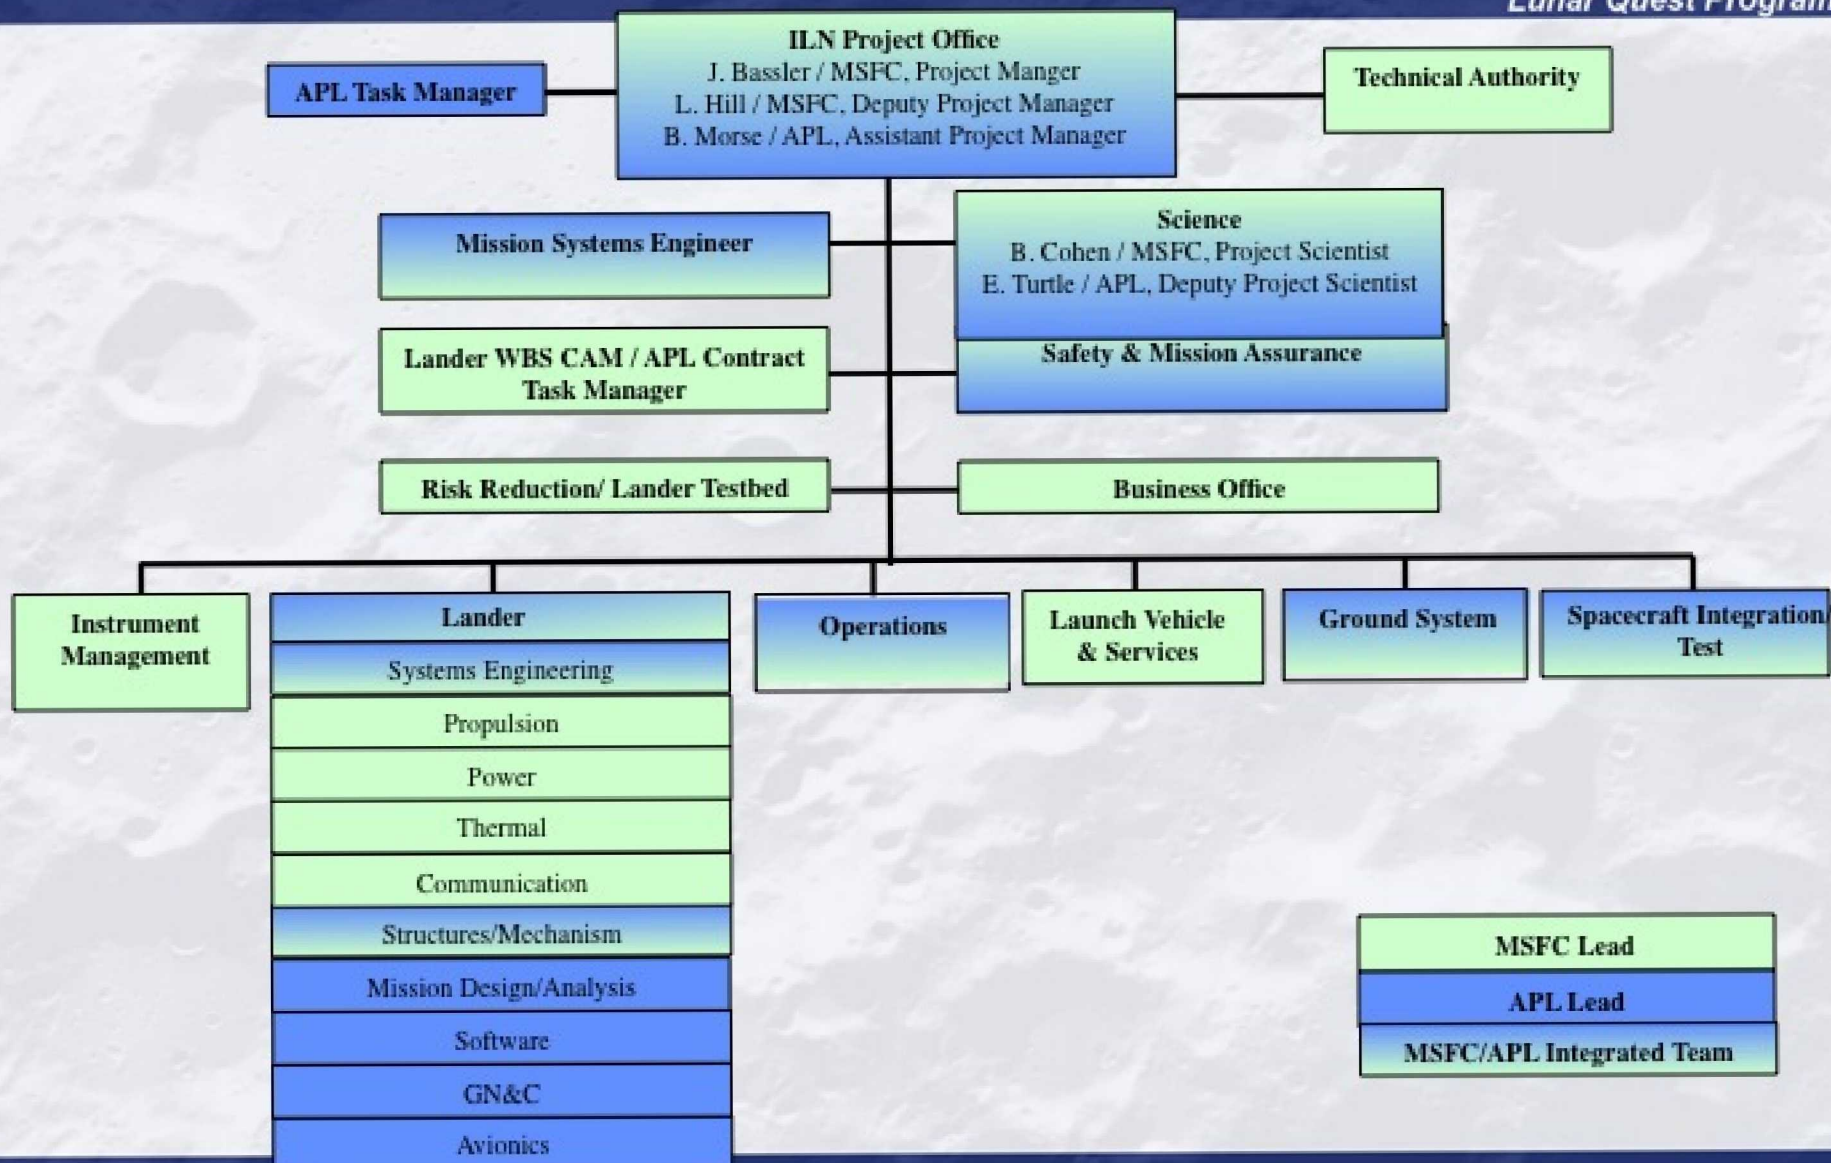 Lunar Quest Program
ILN Project Office
J. Bassler / MSFC, Project Manger
L. Hill / MSFC, Deputy Project Manager
B. Morse / APL, Assistant Project Manager
APL Task Manager
Technical Authority
Mission Systems Engineer
Science
B. Cohen / MSFC, Project Scientist
E. Turtle / APL, Deputy Project Scientist
Lander WBS CAM / APL Contract
Task Manager
Safety & Mission Assurance
Risk Reduction/ Lander Testbed
Business Office
Instrument
Management
Lander
Systems Engineering
Propulsion
Power
Thermal
Communication
Structures/Mechanism
Mission Design/Analysis
Software
GN&C
Avionics
Operations
Launch Vehicle
& Services
Ground System
Spacecraft Integration/
Test
MSFC Lead
APL Lead
MSFC/APL Integrated Team